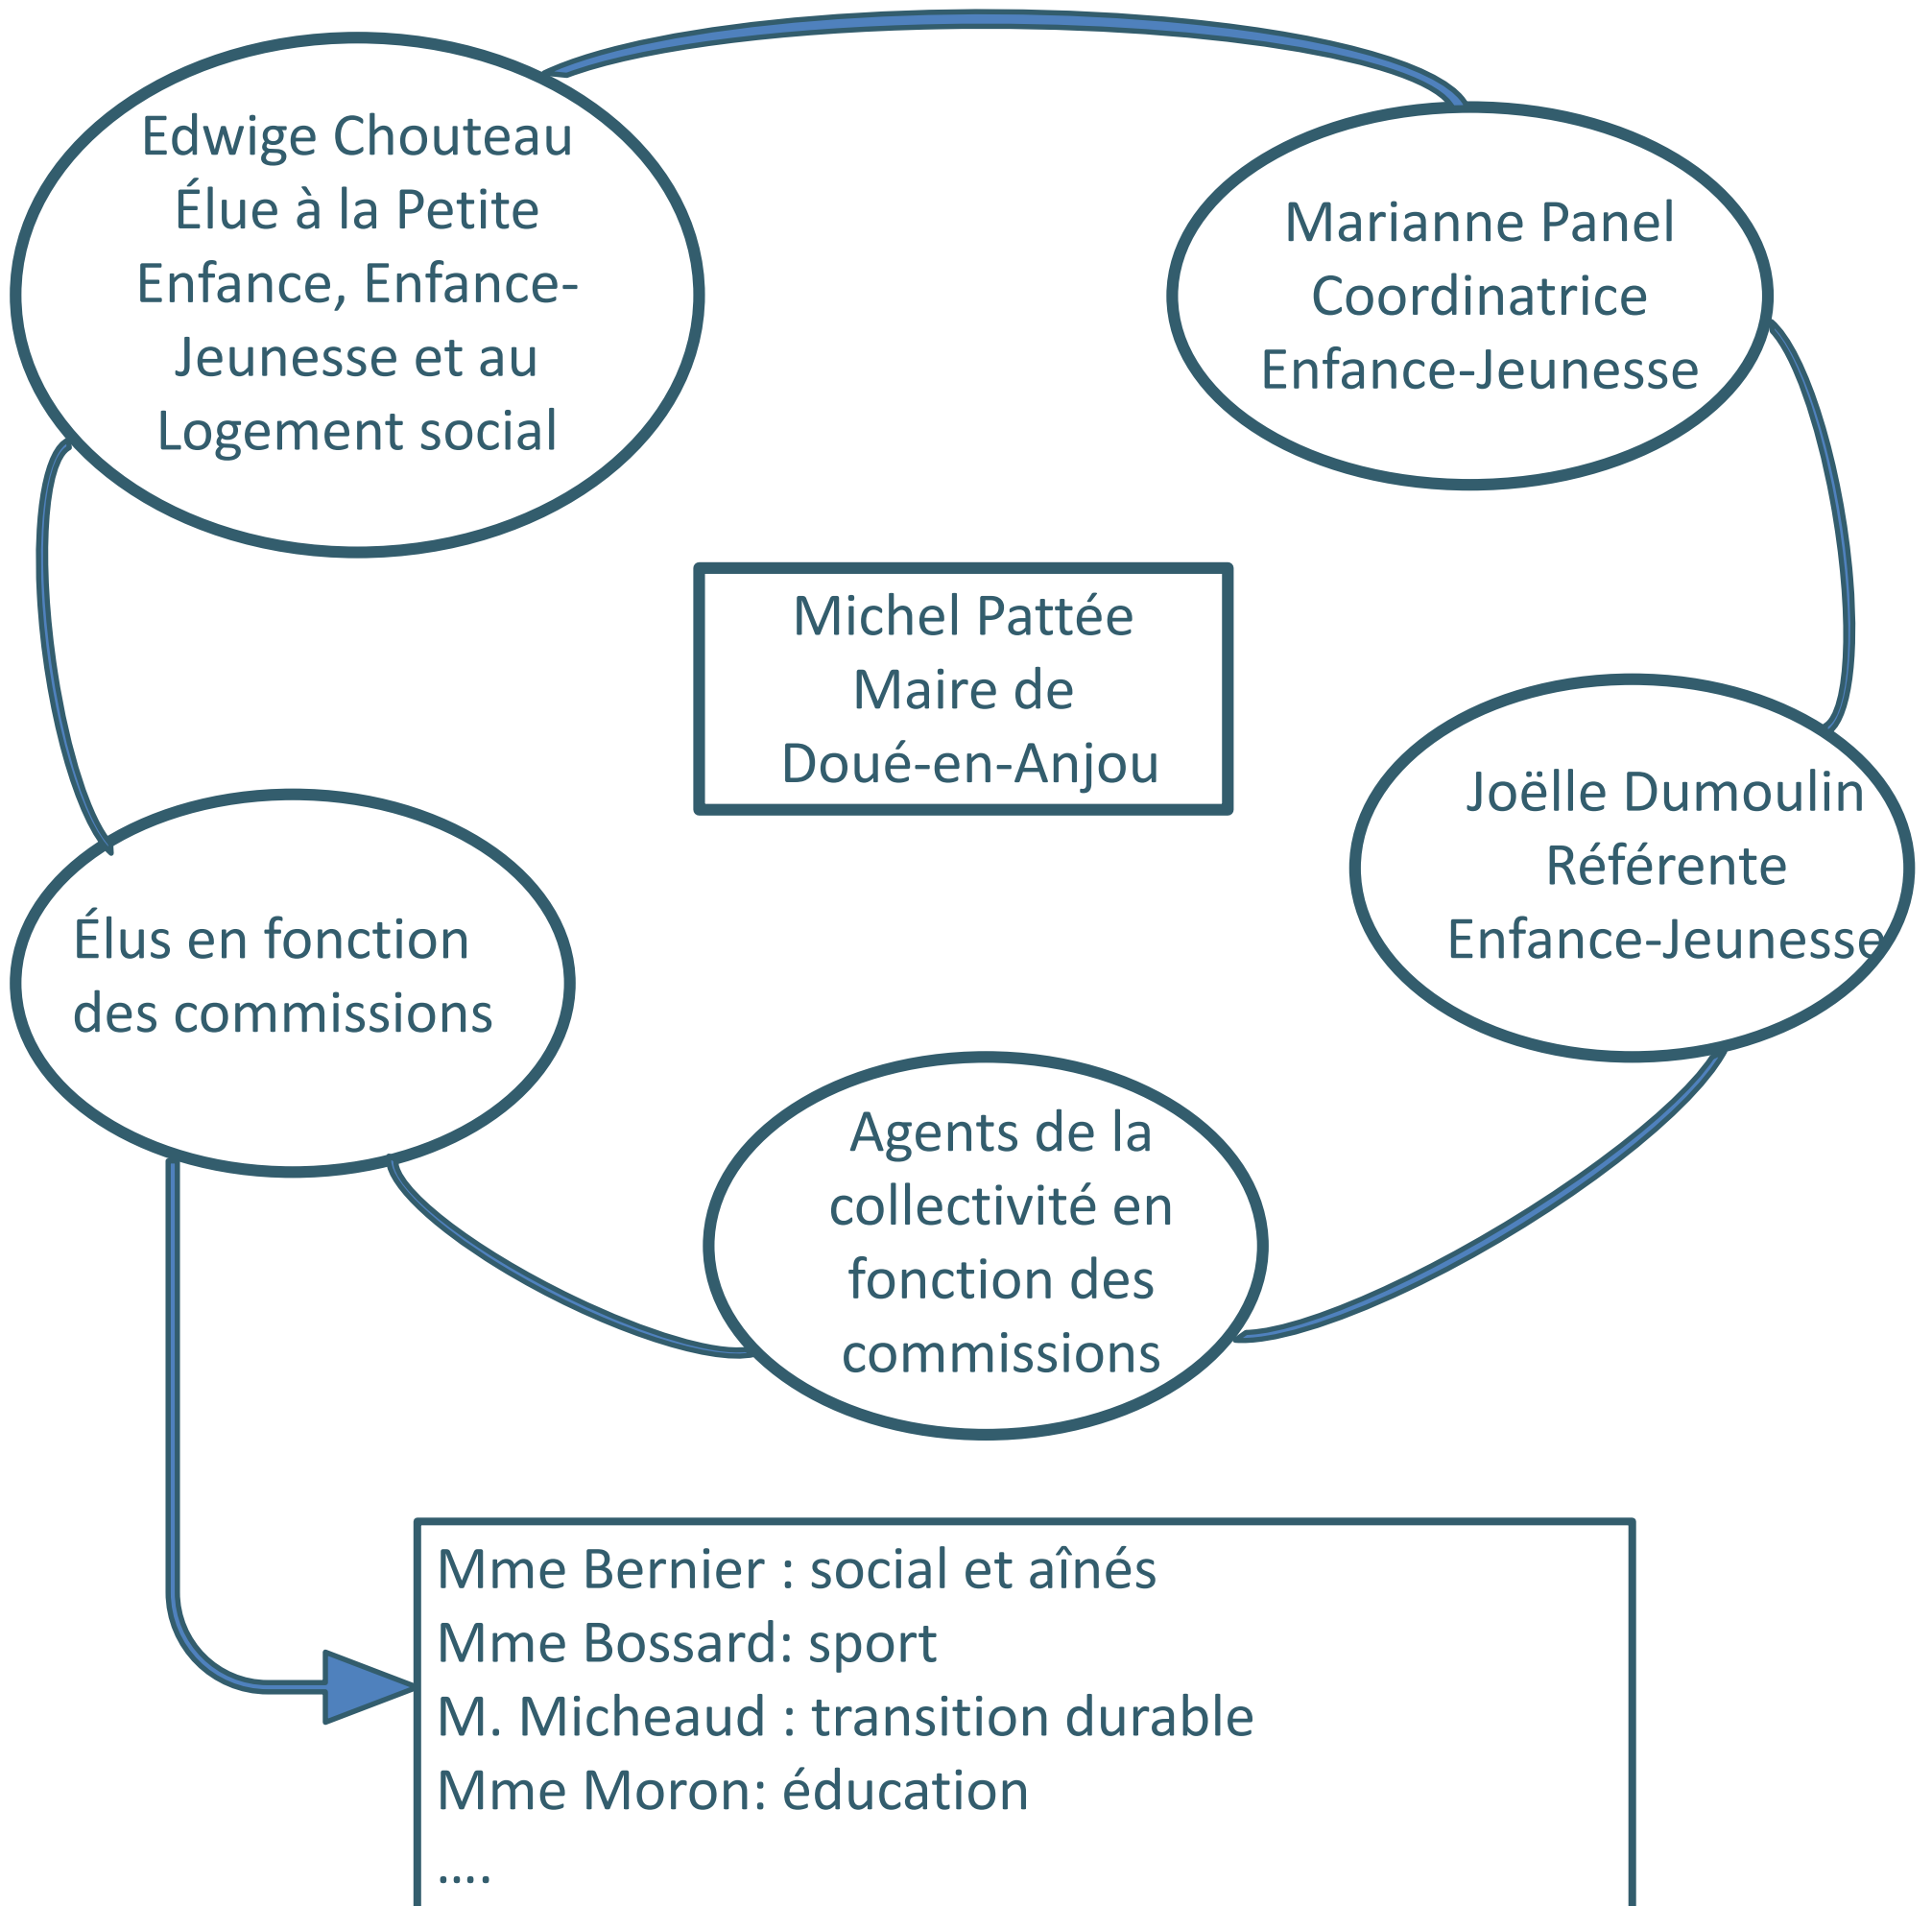 Edwige Chouteau
Élue à la Petite
Enfance, Enfance-
Jeunesse et au
Logement social
Marianne Panel
Coordinatrice
Enfance-Jeunesse
Michel Pattée
Maire de
Doué-en-Anjou
Joëlle Dumoulin
Référente
Enfance-Jeunesse
Élus en fonction
des commissions
Agents de la
collectivité en
fonction des
commissions
Mme Bernier : social et aînés
Mme Bossard: sport
M. Micheaud : transition durable
Mme Moron: éducation
....